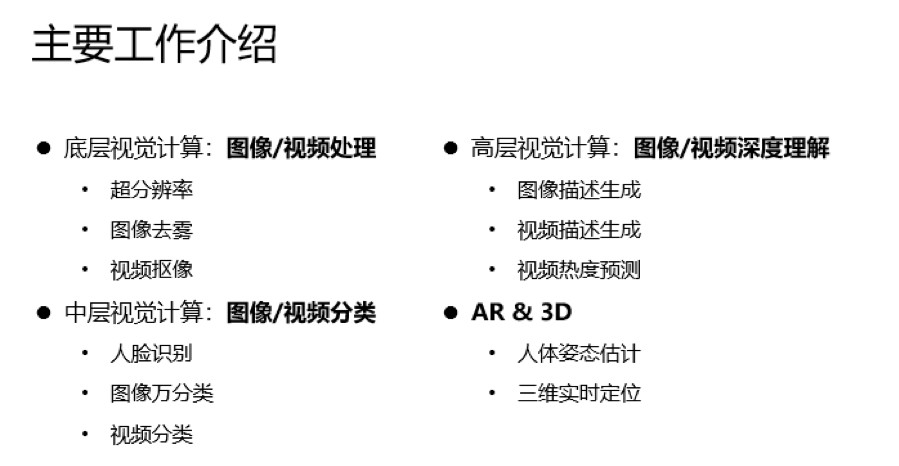 主要工作介绍
底层视觉计算：图像/视频处理
超分辨率
图像去雾
视频抠像
中层视觉计算：图像/视频分类
人脸识别
图像万分类
视频分类
高层视觉计算：图像/视频深度理解
图像描述生成
视频描述生成
视频热度预测
AR & 3D
人体姿态估计
三维实时定位